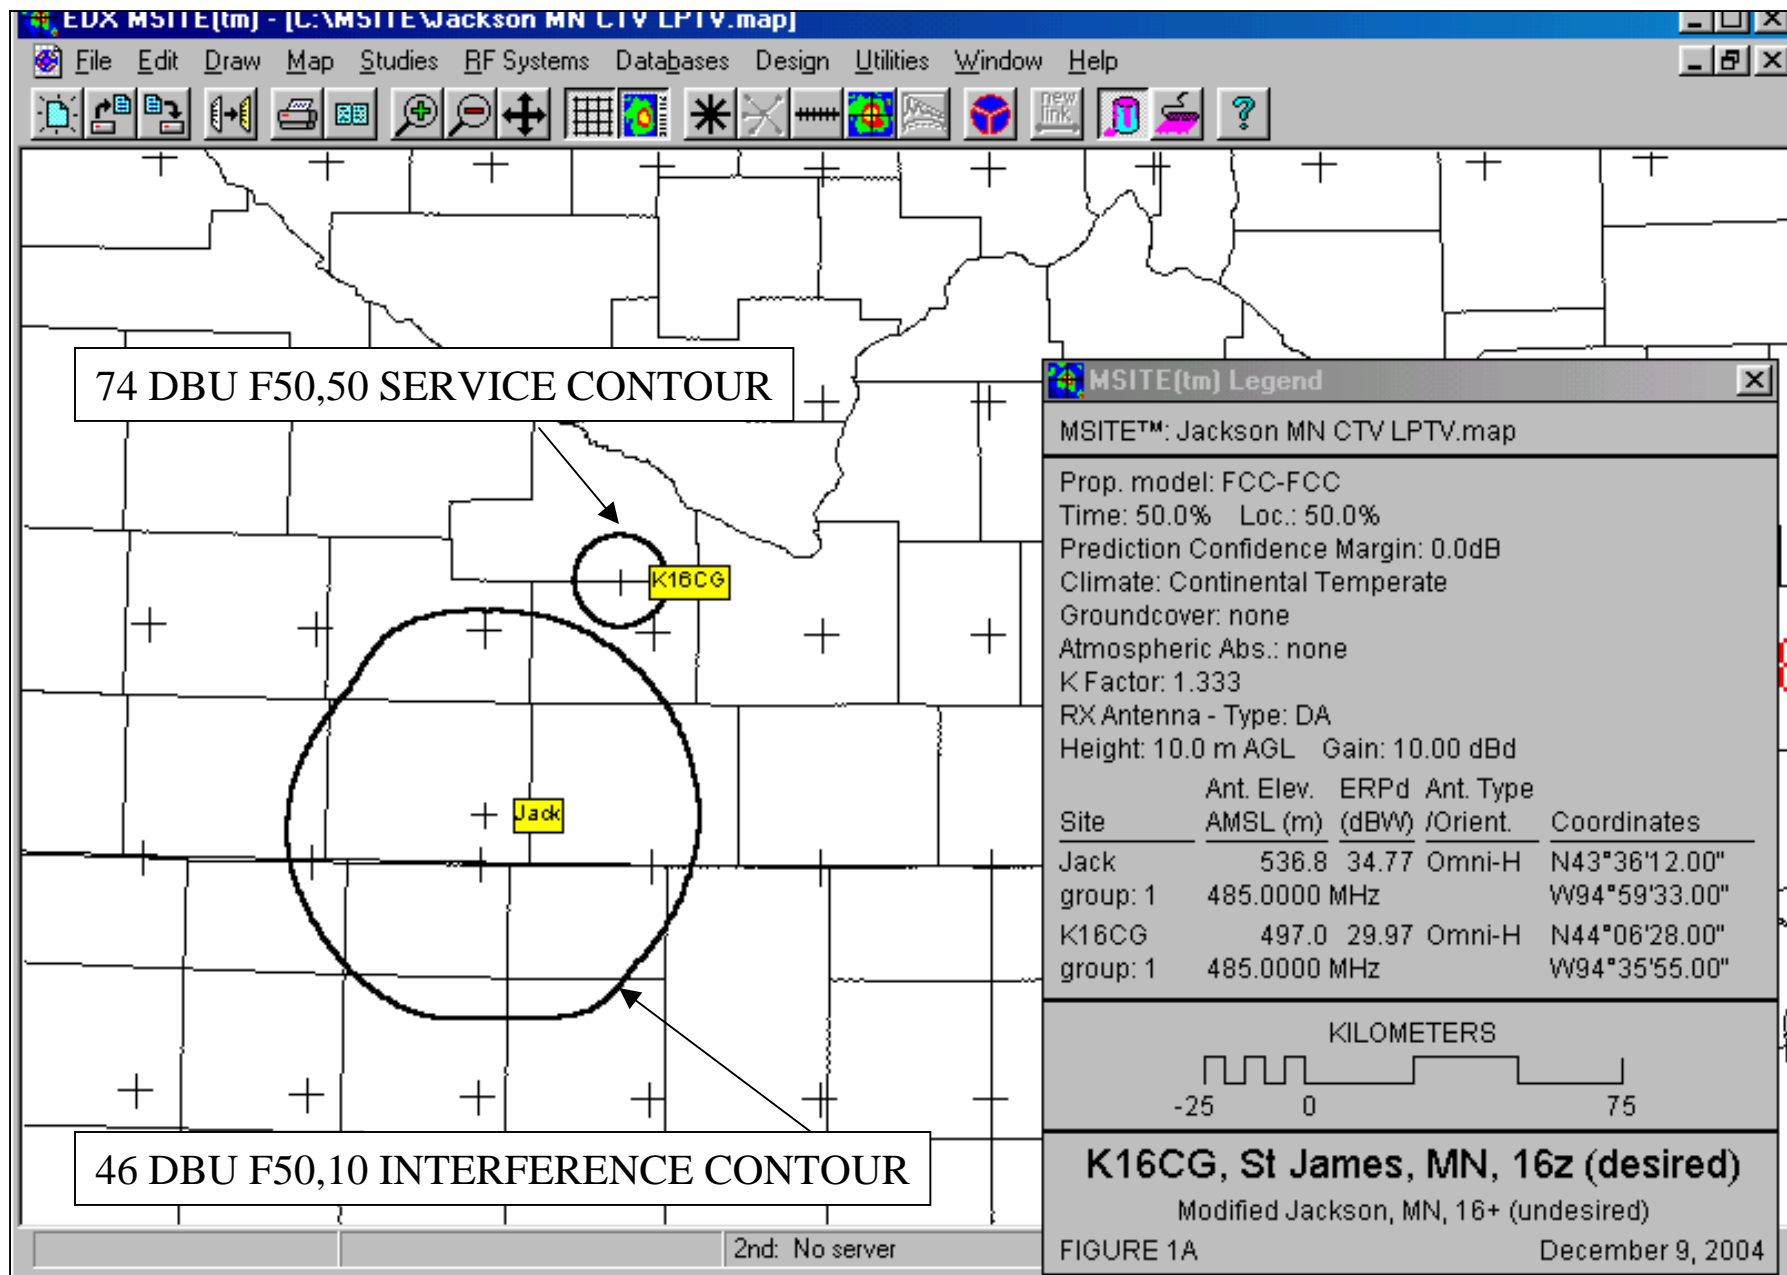 EDX MSITE(tm) - [C:\MSITE\Jackson MN CTV LPTV.map]
File Edit Draw Map Studies RF Systems Databases Design Utilities Window Help
new
link
74 DBU F50,50 SERVICE CONTOUR
K16CG
Jack
46 DBU F50,10 INTERFERENCE CONTOUR
MSITE(tm) Legend
MSITE™: Jackson MN CTV LPTV.map
Prop. model: FCC-FCC
Time: 50.0% Loc.: 50.0%
Prediction Confidence Margin: 0.0dB
Climate: Continental Temperate
Groundcover: none
Atmospheric Abs.: none
K Factor: 1.333
RX Antenna - Type: DA
Height: 10.0 m AGL Gain: 10.00 dBd
Ant. Elev. ERPd Ant. Type
Site AMSL (m) (dBW) /Orient. Coordinates
Jack 536.8 34.77 Omni-H N43°36'12.00"
group: 1 485.0000 MHz W94°59'33.00"
K16CG 497.0 29.97 Omni-H N44°06'28.00"
group: 1 485.0000 MHz W94°35'55.00"
KILOMETERS
-25 0 75
K16CG, St James, MN, 16z (desired)
Modified Jackson, MN, 16+ (undesired)
FIGURE 1A December 9, 2004
2nd: No server